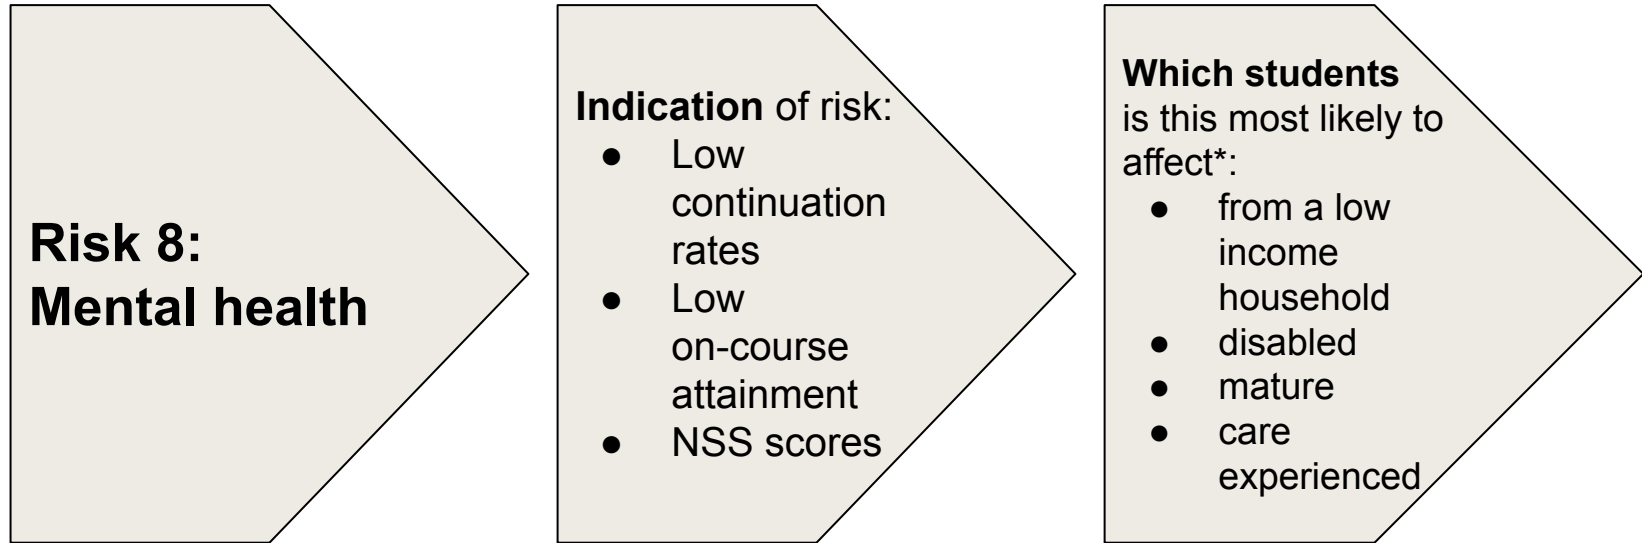 Risk 8:
Mental health
Indication of risk:
● Low
continuation
rates
● Low
on-course
attainment
● NSS scores
Which students
is this most likely to
affect*:
● from a low
income
household
● disabled
● mature
● care
experienced